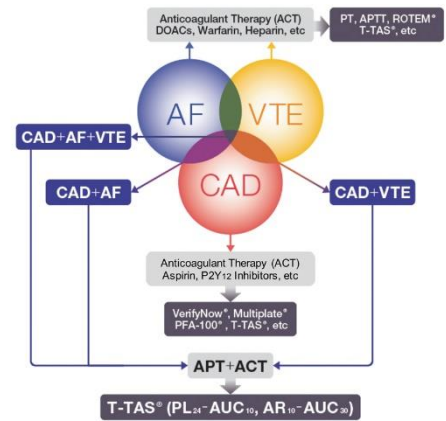 Anticoagulant Therapy (ACT)
DOACs, Warfarin, Heparin, etc
PT, APTT, ROTEM®
T-TAS®, etc
AF
VTE
CAD
CAD+AF+VTE
CAD+AF
CAD+VTE
Anticoagulant Therapy (ACT)
Aspirin, P2Y₁₂ Inhibitors, etc
VerifyNow®, Multiplate®
PFA-100®, T-TAS®, etc
APT+ACT
T-TAS® (PL₂₄-AUC₁₀, AR₁₀-AUC₃₀)